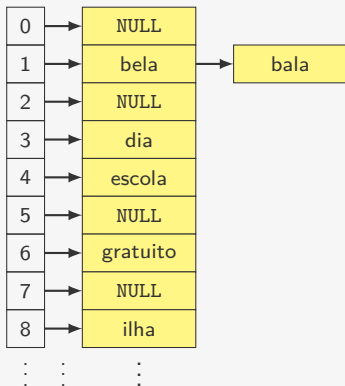 0 NULL
1 bela bala
2 NULL
3 dia
4 escola
5 NULL
6 gratuito
7 NULL
8 ilha